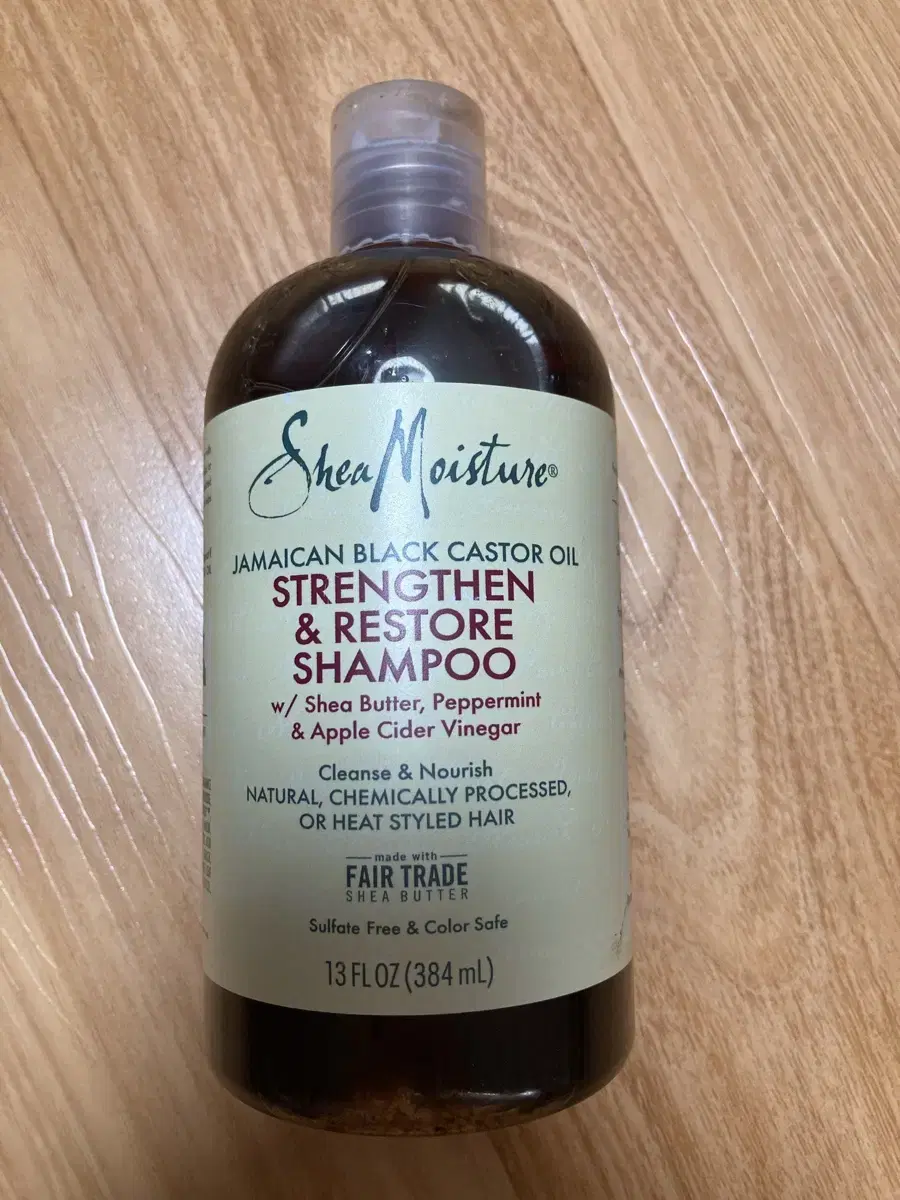 SheaMoisture®
JAMAICAN BLACK CASTOR OIL
STRENGTHEN
& RESTORE
SHAMPOO
w/ Shea Butter, Peppermint
& Apple Cider Vinegar
Cleanse & Nourish
NATURAL, CHEMICALLY PROCESSED,
OR HEAT STYLED HAIR
made with
FAIR TRADE
SHEA BUTTER
Sulfate Free & Color Safe
13 FL OZ (384 mL)